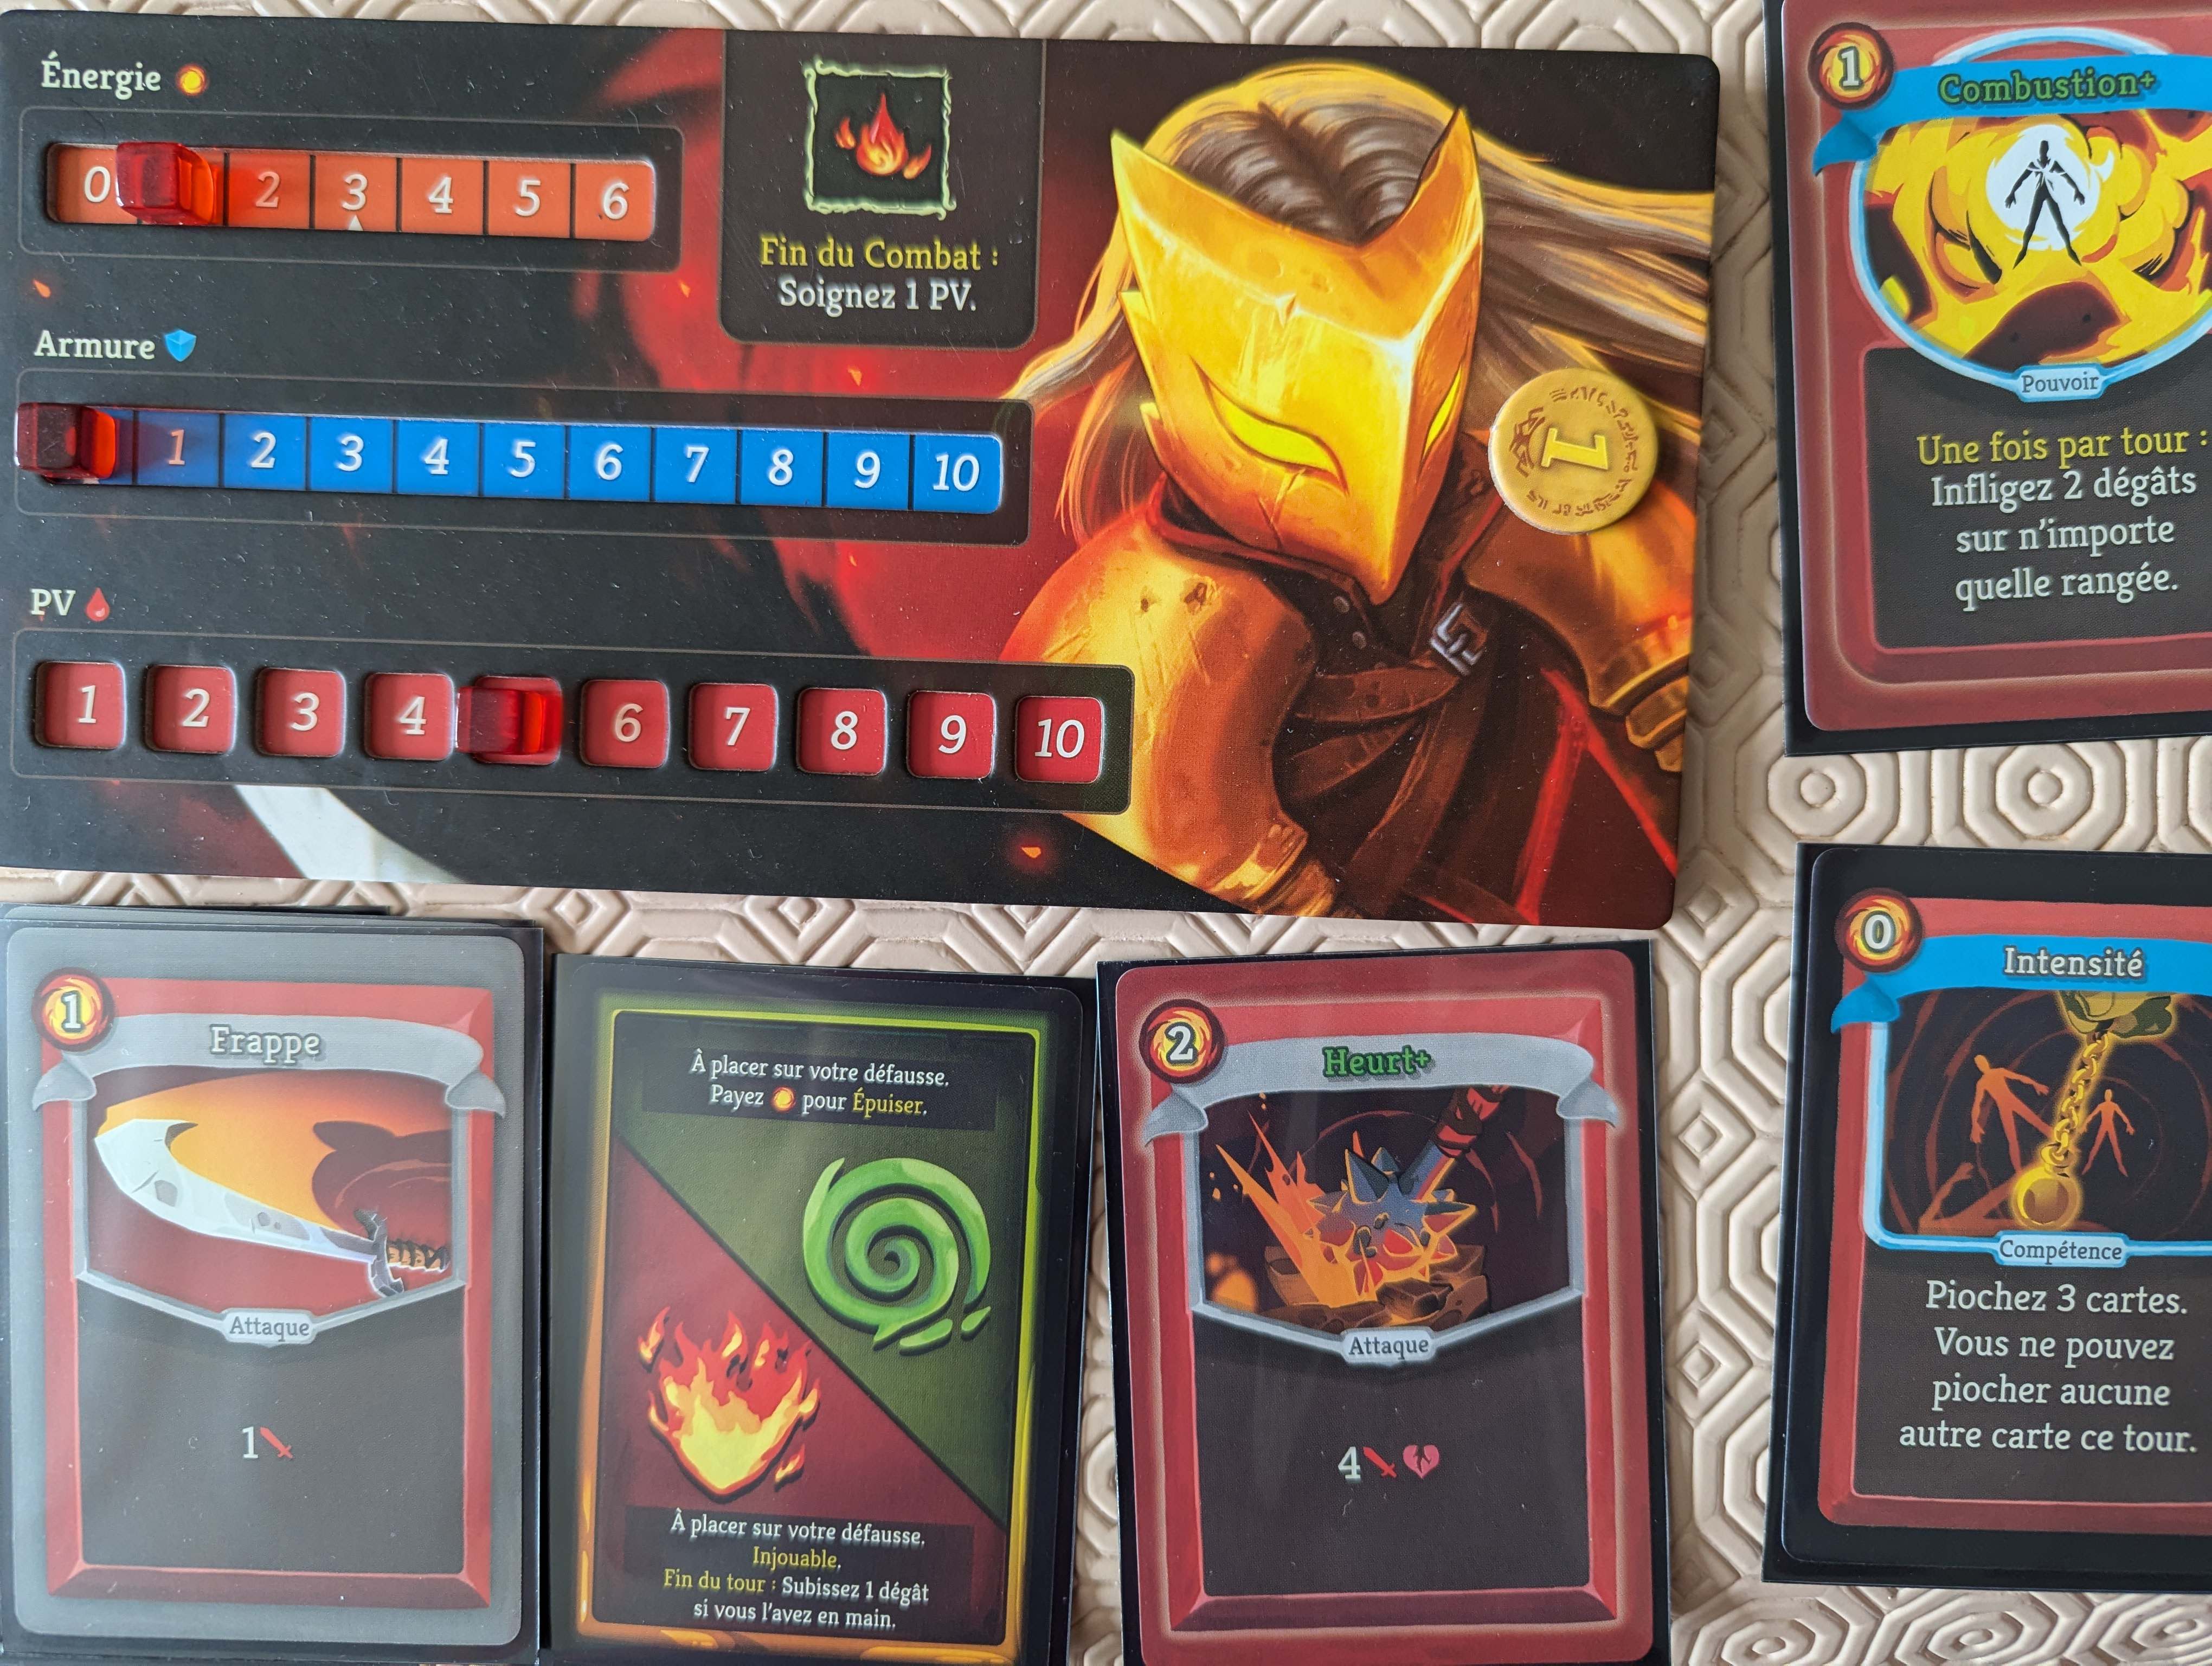 Énergie
0 2 3 4 5 6
Fin du Combat :
Soignez 1 PV.
Armure
1 2 3 4 5 6 7 8 9 10
PV
1 2 3 4 6 7 8 9 10
1
1
Combustion+
Pouvoir
Une fois par tour :
Infligez 2 dégâts
sur n'importe
quelle rangée.
1
Frappe
Attaque
1
À placer sur votre défausse.
Payez pour Épuiser.
À placer sur votre défausse.
Injouable.
Fin du tour : Subissez 1 dégât
si vous l'avez en main.
2
Heurt+
Attaque
4
0
Intensité
Compétence
Piochez 3 cartes.
Vous ne pouvez
piocher aucune
autre carte ce tour.